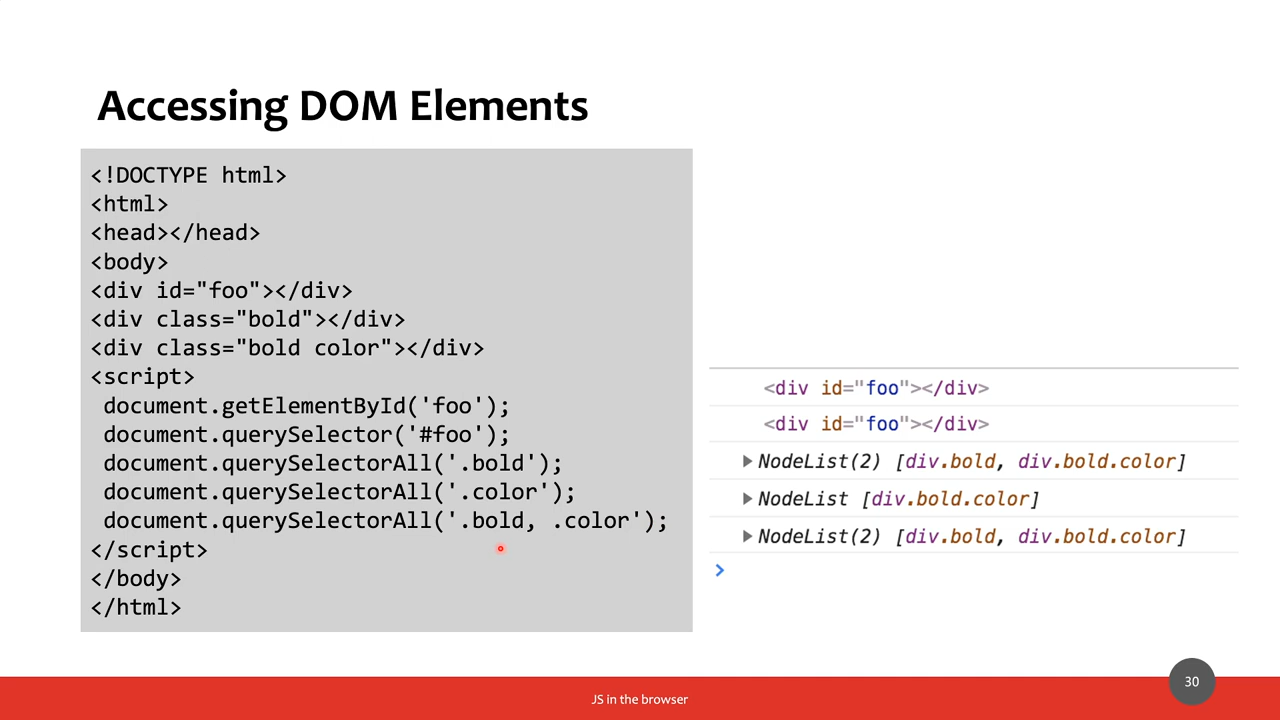 Accessing DOM Elements
<!DOCTYPE html>
<html>
<head></head>
<body>
<div id="foo"></div>
<div class="bold"></div>
<div class="bold color"></div>
<script>
document.getElementById('foo');
document.querySelector('#foo');
document.querySelectorAll('.bold');
document.querySelectorAll('.color');
document.querySelectorAll('.bold, .color');
</script>
</body>
</html>
<div id="foo"></div>
<div id="foo"></div>
NodeList(2) [div.bold, div.bold.color]
NodeList [div.bold.color]
NodeList(2) [div.bold, div.bold.color]
>
JS in the browser
30